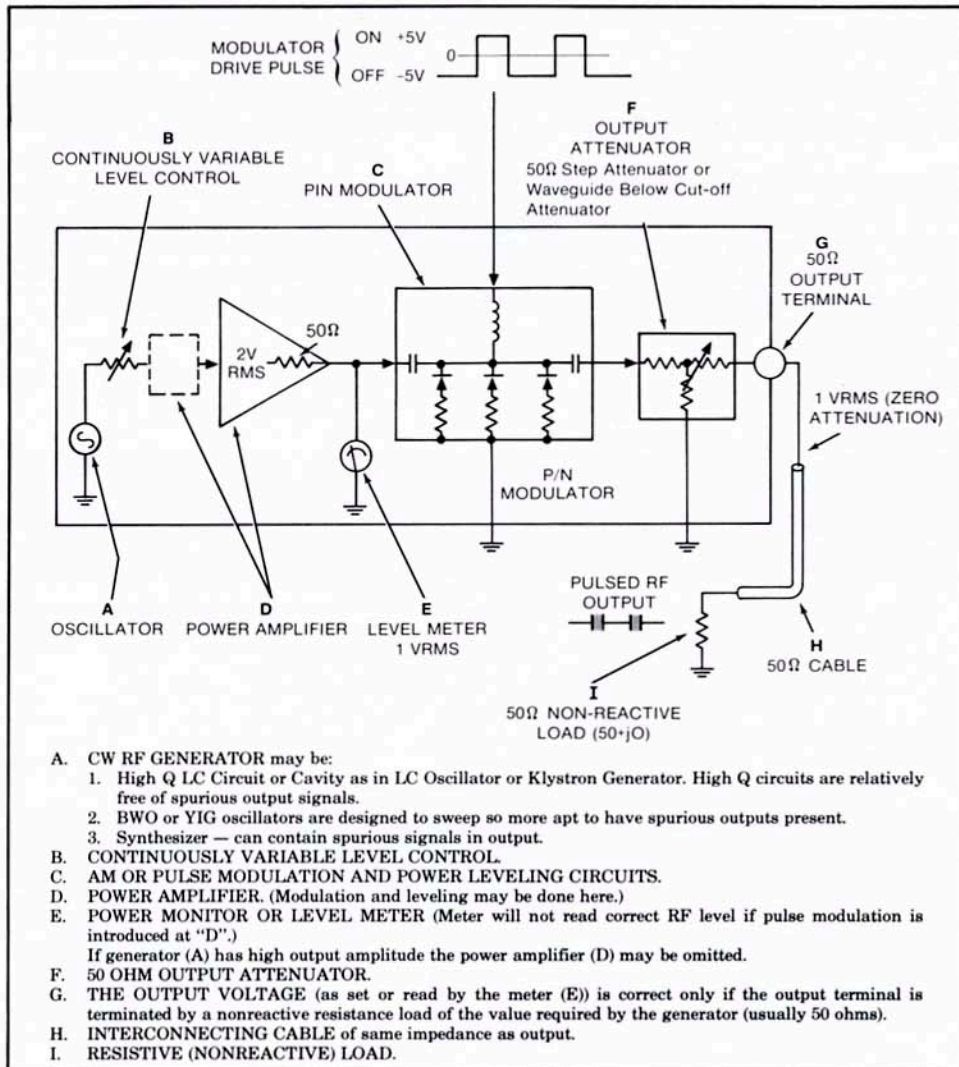 MODULATOR DRIVE PULSE
ON +5V
0
OFF -5V
F
OUTPUT
ATTENUATOR
50Ω Step Attenuator or
Waveguide Below Cut-off
Attenuator
B
CONTINUOUSLY VARIABLE
LEVEL CONTROL
C
PIN MODULATOR
G
50Ω
OUTPUT
TERMINAL
50Ω
2V
RMS
1 VRMS (ZERO
ATTENUATION)
P/N
MODULATOR
A
OSCILLATOR
D
POWER AMPLIFIER
E
LEVEL METER
1 VRMS
PULSED RF
OUTPUT
H
50Ω CABLE
I
50Ω NON-REACTIVE
LOAD (50+jO)
A. CW RF GENERATOR may be:
1. High Q LC Circuit or Cavity as in LC Oscillator or Klystron Generator. High Q circuits are relatively
free of spurious output signals.
2. BWO or YIG oscillators are designed to sweep so more apt to have spurious outputs present.
3. Synthesizer — can contain spurious signals in output.
B. CONTINUOUSLY VARIABLE LEVEL CONTROL.
C. AM OR PULSE MODULATION AND POWER LEVELING CIRCUITS.
D. POWER AMPLIFIER. (Modulation and leveling may be done here.)
E. POWER MONITOR OR LEVEL METER (Meter will not read correct RF level if pulse modulation is
introduced at “D”.)
If generator (A) has high output amplitude the power amplifier (D) may be omitted.
F. 50 OHM OUTPUT ATTENUATOR.
G. THE OUTPUT VOLTAGE (as set or read by the meter (E)) is correct only if the output terminal is
terminated by a nonreactive resistance load of the value required by the generator (usually 50 ohms).
H. INTERCONNECTING CABLE of same impedance as output.
I. RESISTIVE (NONREACTIVE) LOAD.